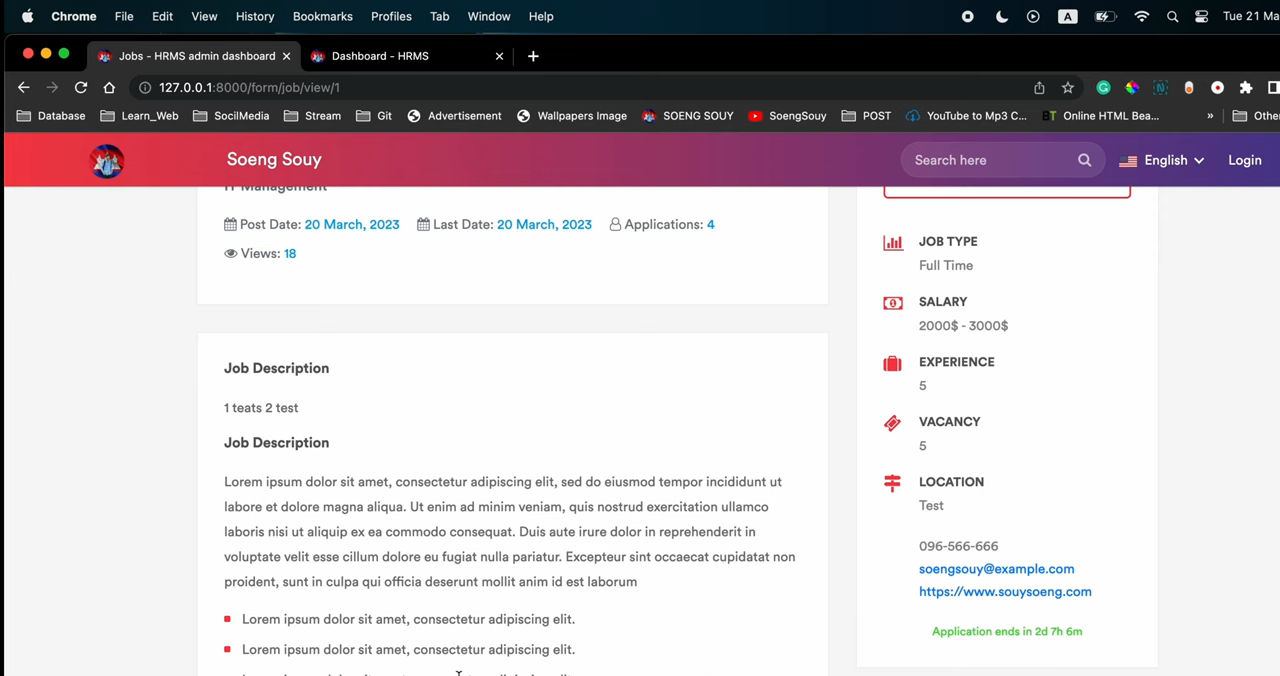 Chrome File Edit View History Bookmarks Profiles Tab Window Help A Tue 21 Ma
Jobs - HRMS admin dashboard Dashboard - HRMS
127.0.0.1:8000/form/job/view/1
Database Learn_Web SocilMedia Stream Git Advertisement Wallpapers Image SOENG SOUY SoengSouy POST YouTube to Mp3 C... BT Online HTML Bea... » Othe
Soeng Souy Search here English Login
IT Management
Post Date: 20 March, 2023 Last Date: 20 March, 2023 Applications: 4
Views: 18
Job Description
1 teats 2 test
Job Description
Lorem ipsum dolor sit amet, consectetur adipiscing elit, sed do eiusmod tempor incididunt ut
labore et dolore magna aliqua. Ut enim ad minim veniam, quis nostrud exercitation ullamco
laboris nisi ut aliquip ex ea commodo consequat. Duis aute irure dolor in reprehenderit in
voluptate velit esse cillum dolore eu fugiat nulla pariatur. Excepteur sint occaecat cupidatat non
proident, sunt in culpa qui officia deserunt mollit anim id est laborum
Lorem ipsum dolor sit amet, consectetur adipiscing elit.
Lorem ipsum dolor sit amet, consectetur adipiscing elit.
JOB TYPE
Full Time
SALARY
2000$ - 3000$
EXPERIENCE
5
VACANCY
5
LOCATION
Test
096-566-666
soengsouy@example.com
https://www.souysoeng.com
Application ends in 2d 7h 6m